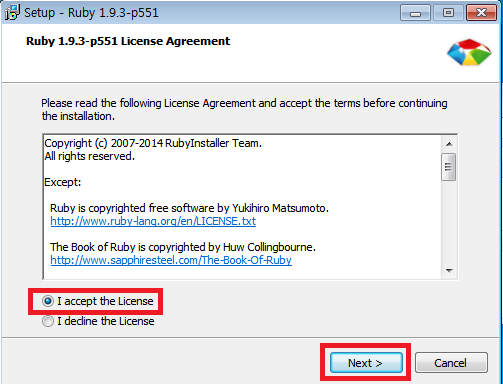 Setup - Ruby 1.9.3-p551
Ruby 1.9.3-p551 License Agreement
Please read the following License Agreement and accept the terms before continuing
the installation.
Copyright (c) 2007-2014 RubyInstaller Team.
All rights reserved.
Except:
Ruby is copyrighted free software by Yukihiro Matsumoto.
http://www.ruby-lang.org/en/LICENSE.txt
The Book of Ruby is copyrighted by Huw Collingbourne.
http://www.sapphiresteel.com/The-Book-Of-Ruby
I accept the License
I decline the License
Next >
Cancel